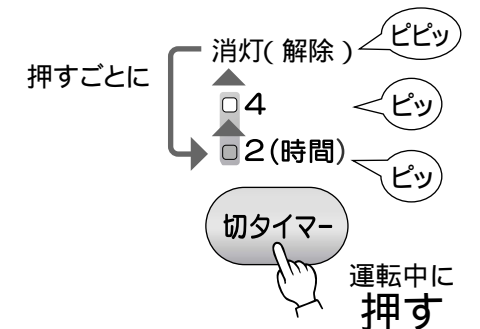 消灯(解除)
ピピッ
押すごとに
4
ピッ
2(時間)
ピッ
切タイマー
運転中に
押す